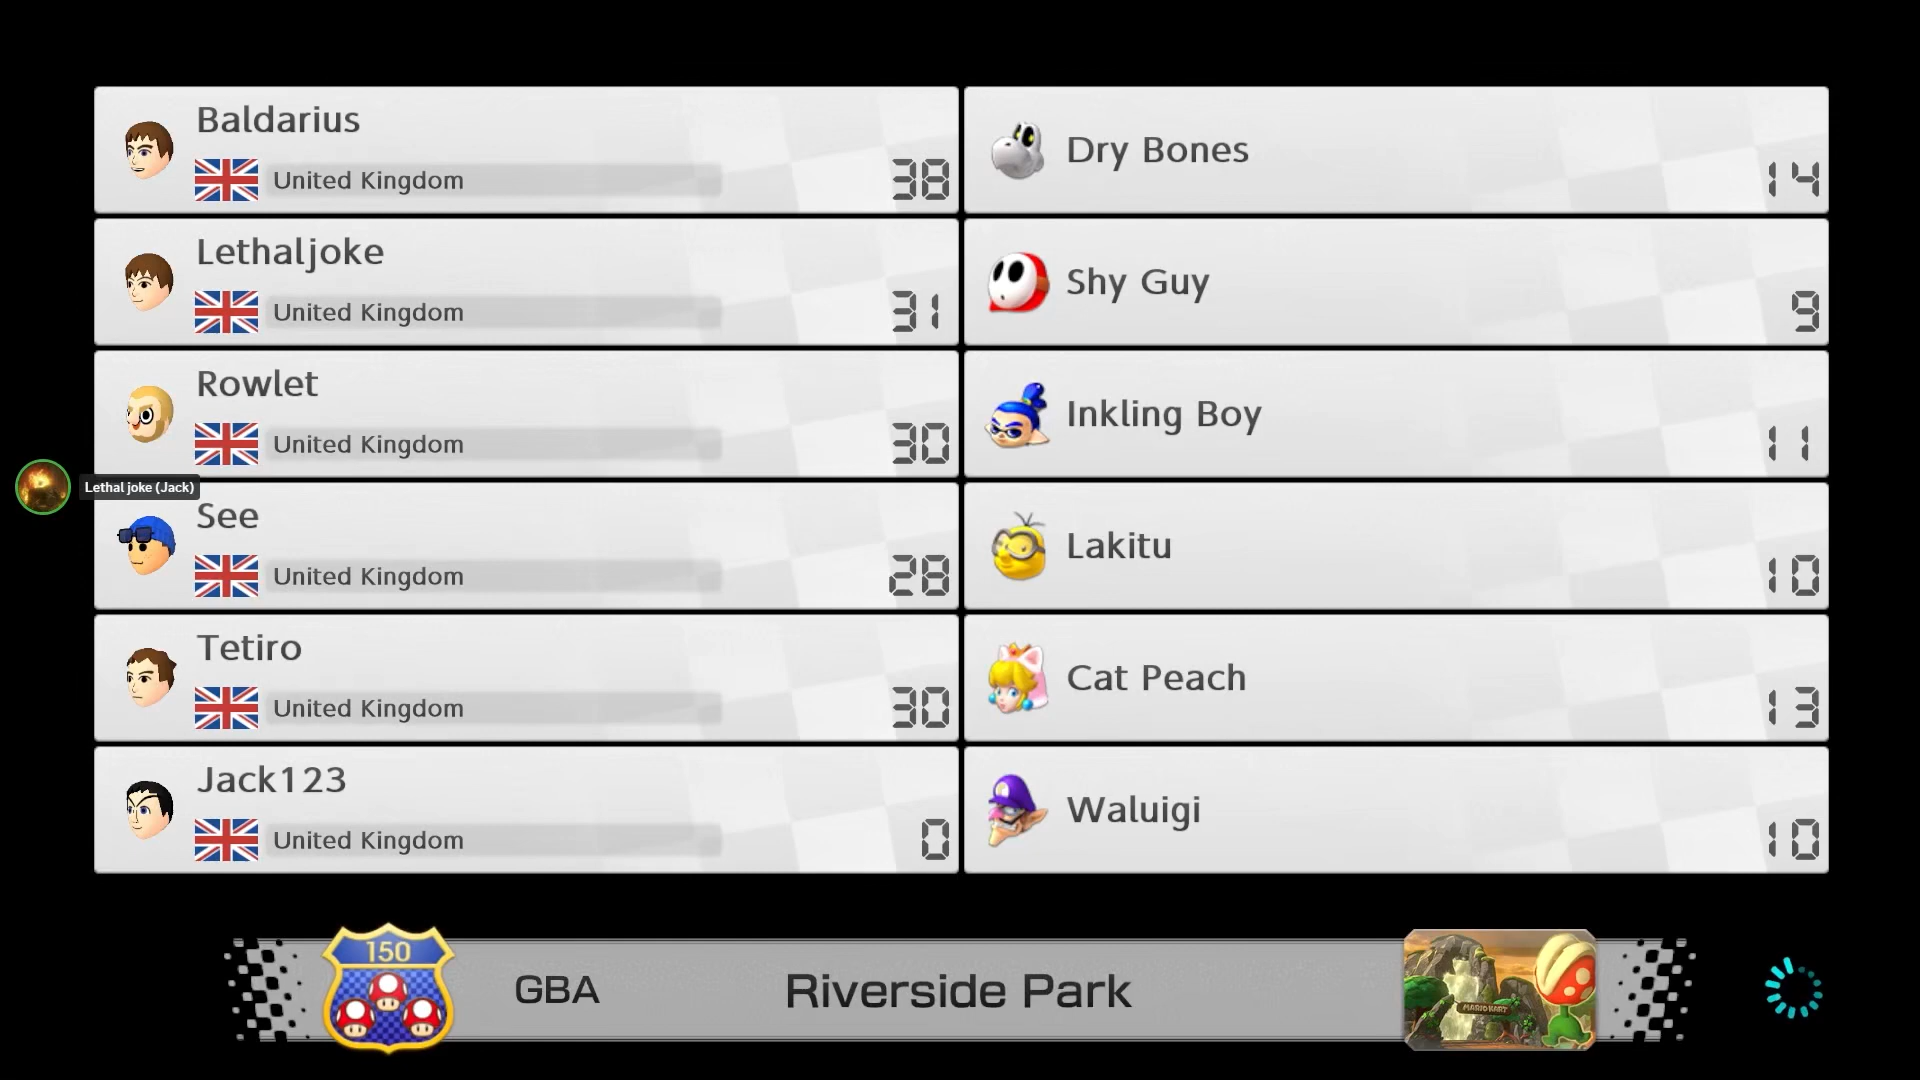 Baldarius
United Kingdom
38
Lethaljoke
United Kingdom
31
Rowlet
United Kingdom
30
Lethal joke (Jack)
See
United Kingdom
28
Tetiro
United Kingdom
30
Jack123
United Kingdom
0
Dry Bones
14
Shy Guy
9
Inkling Boy
11
Lakitu
10
Cat Peach
13
Waluigi
10
150
GBA
Riverside Park
MARIO KART